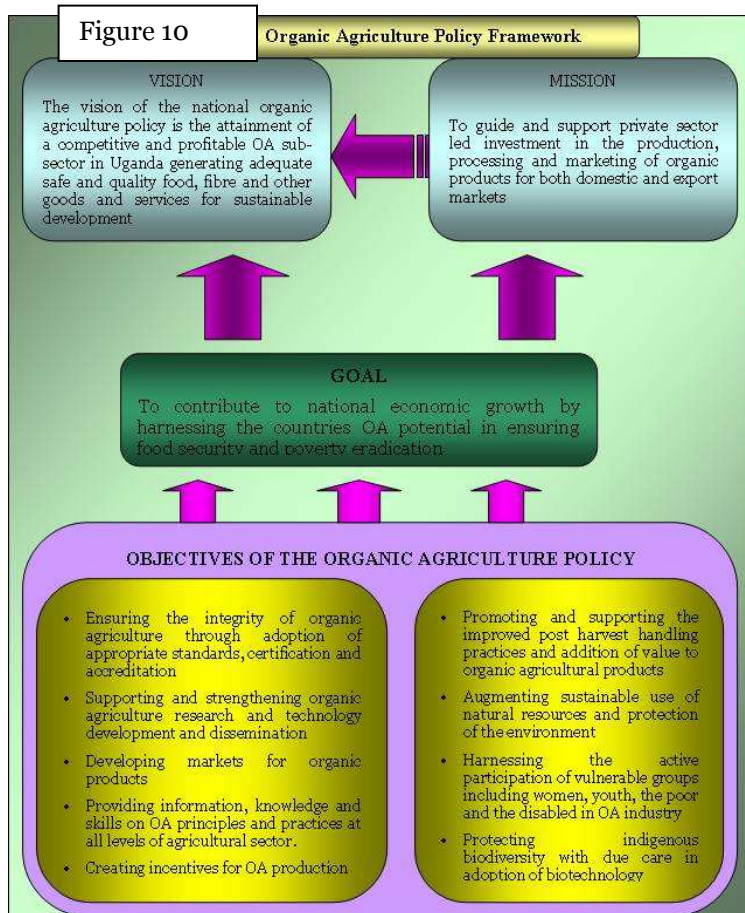 Figure 10
Organic Agriculture Policy Framework
VISION
The vision of the national organic
agriculture policy is the attainment of
a competitive and profitable OA sub-
sector in Uganda generating adequate
safe and quality food, fibre and other
goods and services for sustainable
development
MISSION
To guide and support private sector
led investment in the production,
processing and marketing of organic
products for both domestic and export
markets
GOAL
To contribute to national economic growth by
harnessing the countries OA potential in ensuring
food security and poverty eradication
OBJECTIVES OF THE ORGANIC AGRICULTURE POLICY
• Ensuring the integrity of organic
agriculture through adoption of
appropriate standards, certification and
accreditation
• Supporting and strengthening organic
agriculture research and technology
development and dissemination
• Developing markets for organic
products
• Providing information, knowledge and
skills on OA principles and practices at
all levels of agricultural sector.
• Creating incentives for OA production
• Promoting and supporting the
improved post harvest handling
practices and addition of value to
organic agricultural products
• Augmenting sustainable use of
natural resources and protection
of the environment
• Harnessing the active
participation of vulnerable groups
including women, youth, the poor
and the disabled in OA industry
• Protecting indigenous
biodiversity with due care in
adoption of biotechnology